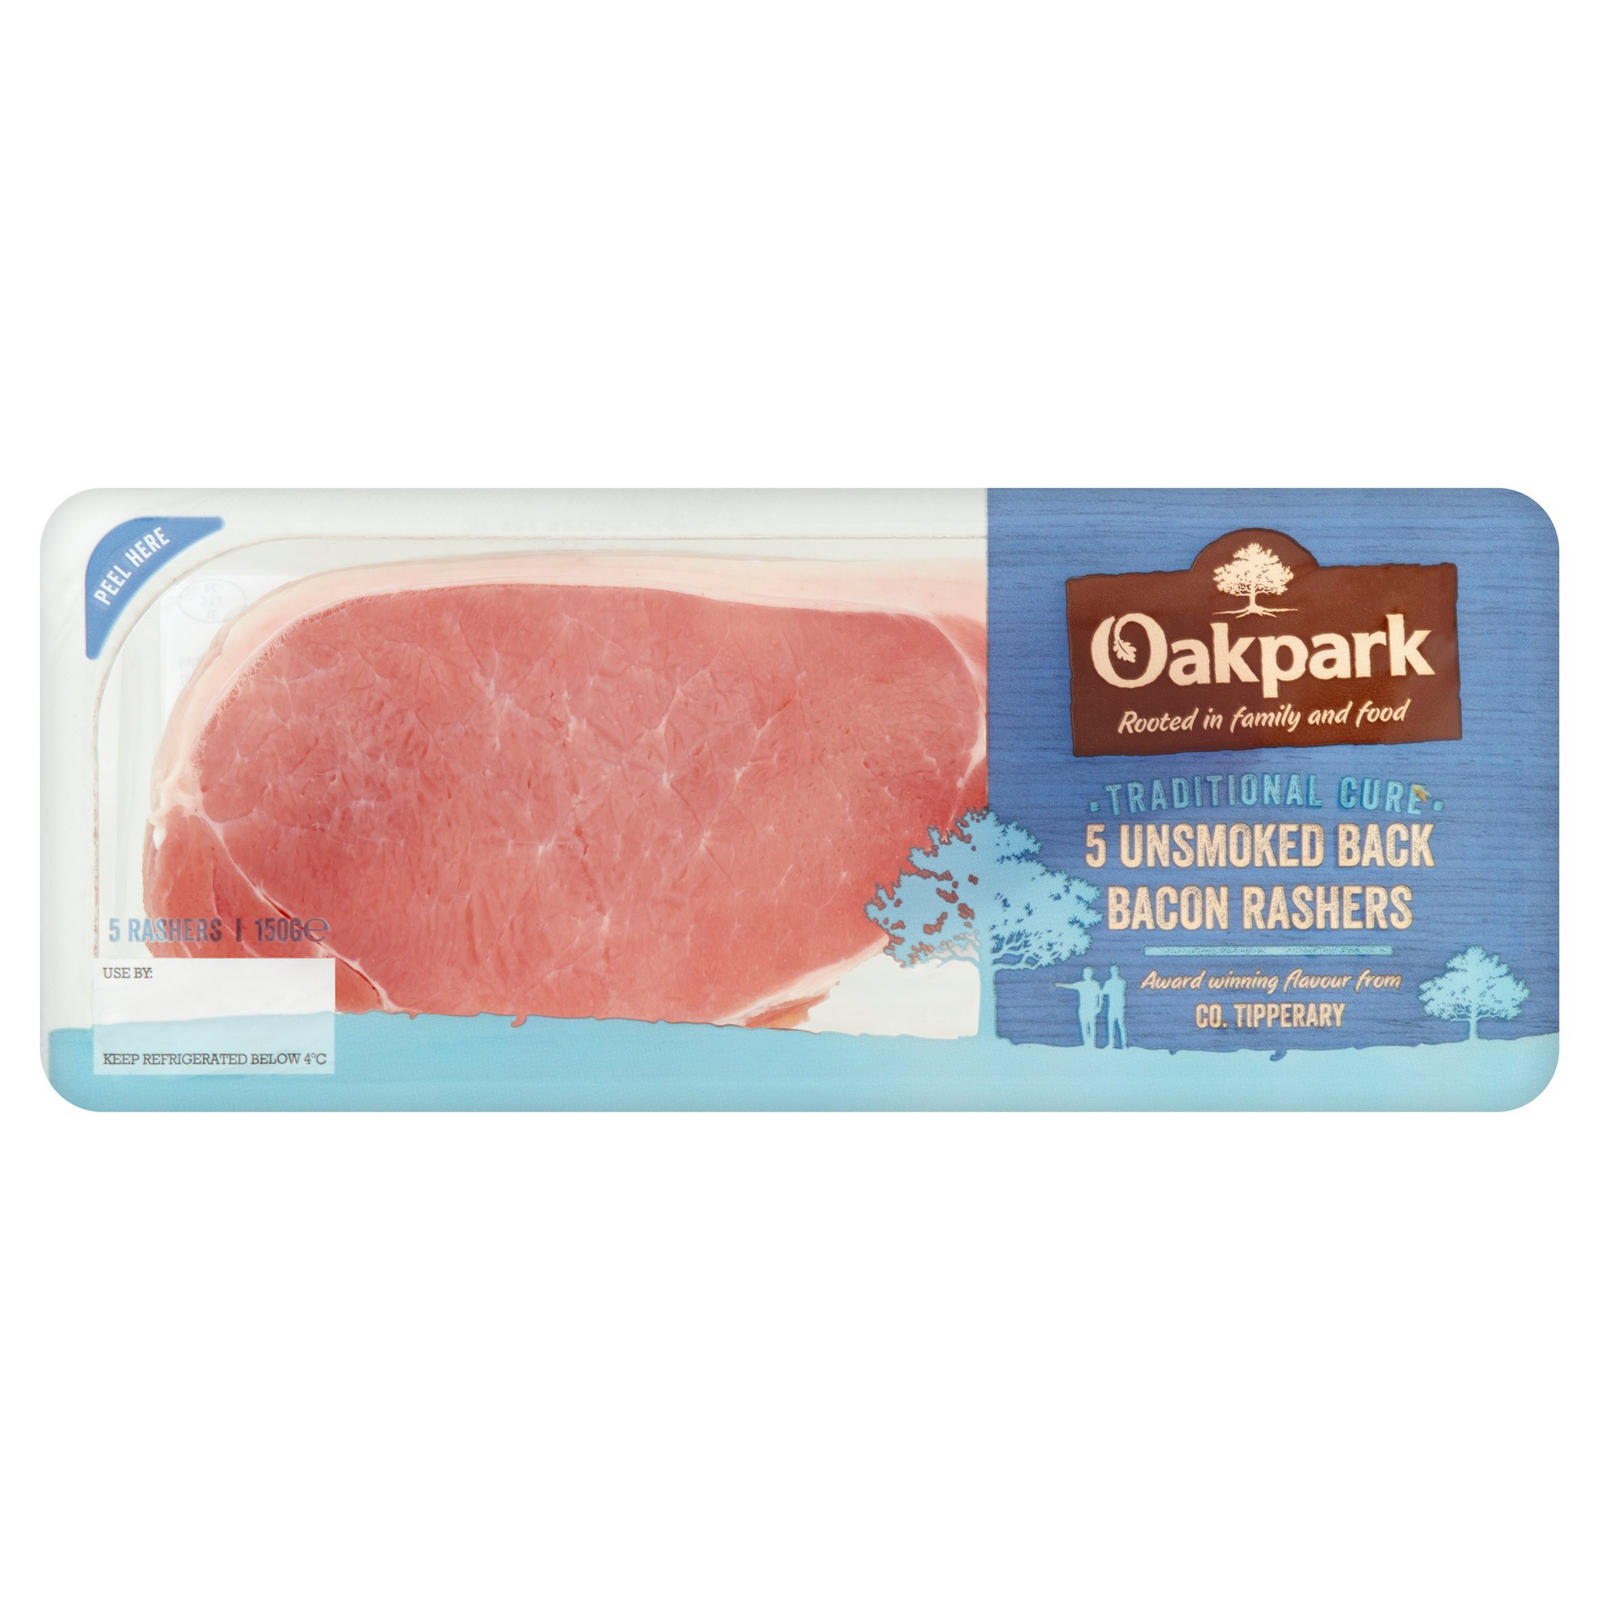 PEEL HERE
Oakpark
Rooted in family and food
·TRADITIONAL CURE·
5 UNSMOKED BACK
BACON RASHERS
Award winning flavour from
CO. TIPPERARY
5 RASHERS | 150G℮
USE BY:
KEEP REFRIGERATED BELOW 4°C